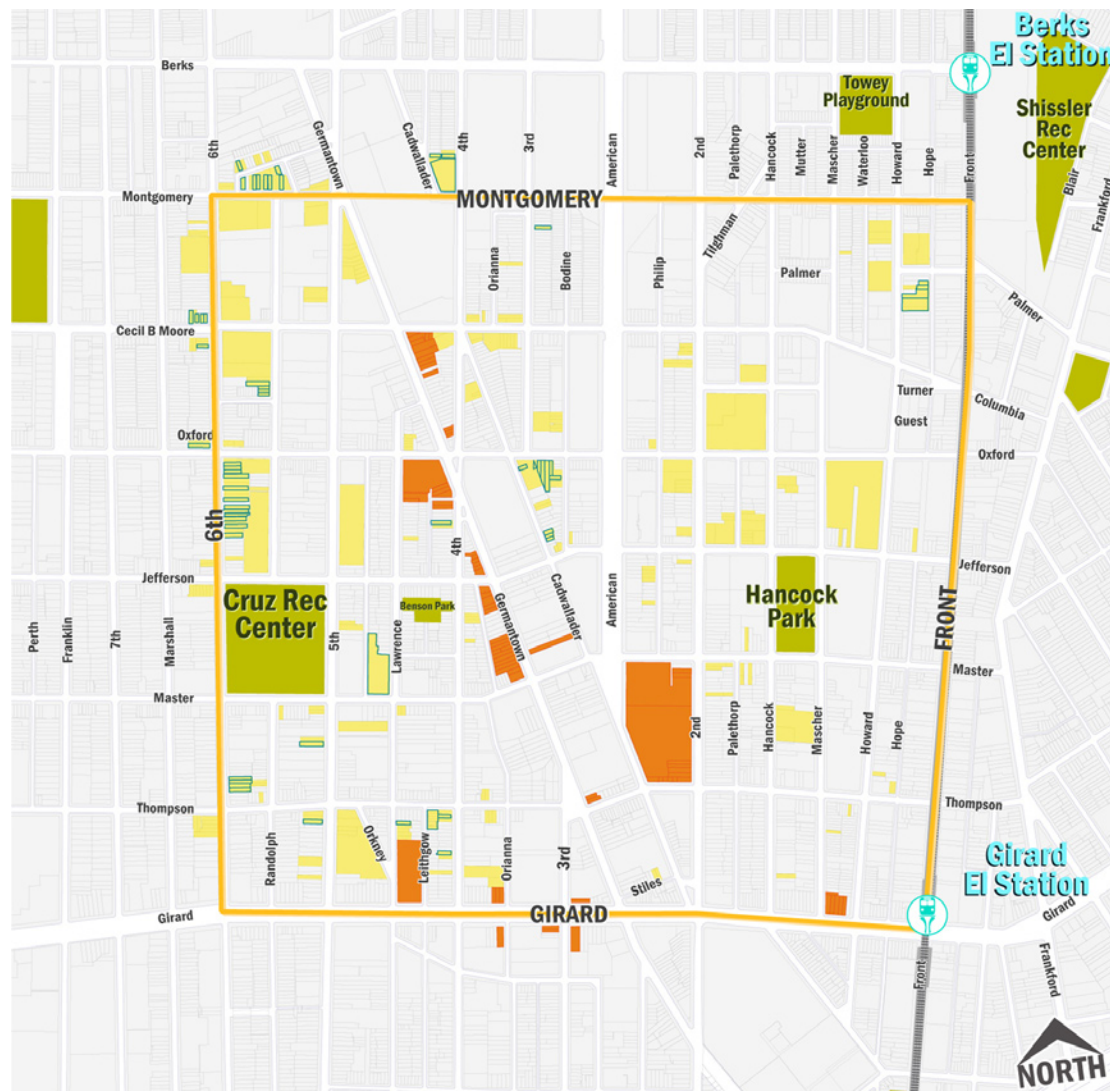 Berks
El Station
Berks
Towey
Playground
Shissler
Rec
Center
6th
Germantown
Cadwallader
4th
3rd
American
2nd
Palethorp
Hancock
Mutter
Mascher
Waterloo
Howard
Hope
Front
Blair
Frankford
Montgomery
MONTGOMERY
Orianna
Bodine
Philip
Tilghman
Palmer
Palmer
Cecil B Moore
Turner
Columbia
Guest
Oxford
Oxford
6th
4th
Jefferson
Jefferson
Cruz Rec
Center
Benson Park
Germantown
Cadwallader
American
Hancock
Park
FRONT
Perth
Franklin
7th
Marshall
5th
Lawrence
Master
Master
2nd
Palethorp
Hancock
Mascher
Howard
Hope
Thompson
Thompson
Randolph
Orkney
Leithgow
Orianna
3rd
Stiles
Girard
El Station
Girard
GIRARD
Girard
Front
Frankford
NORTH